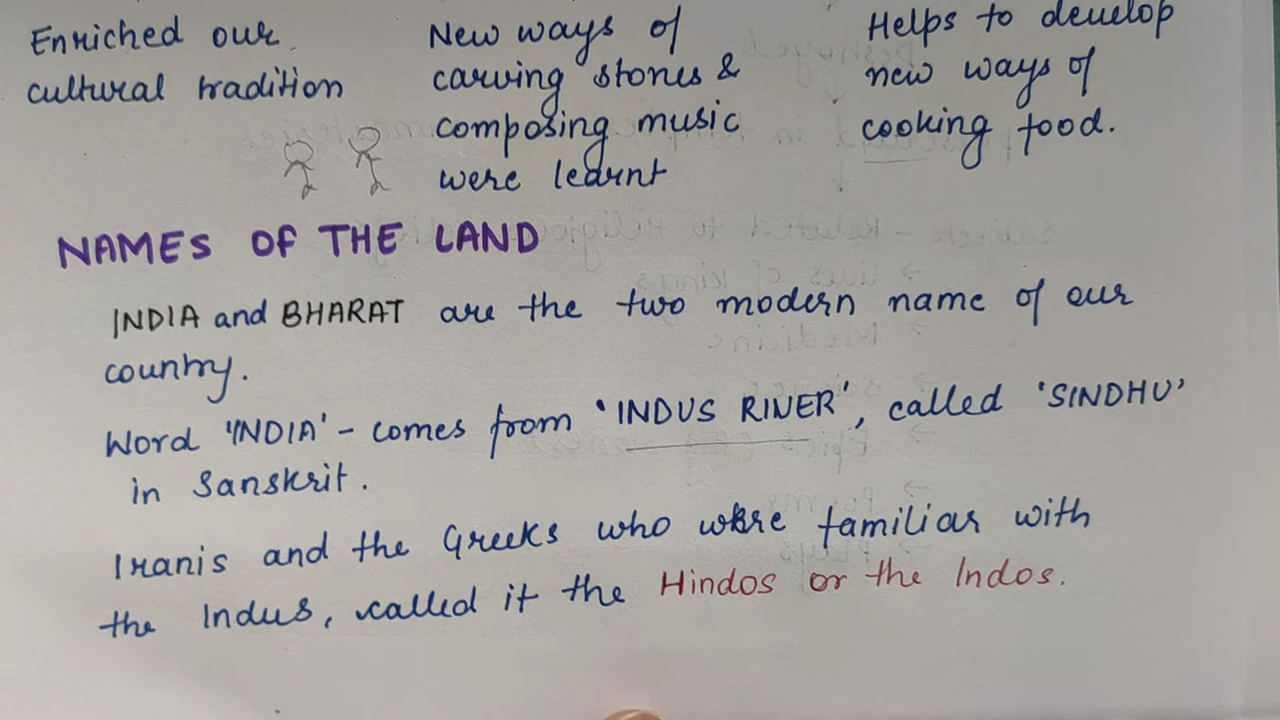 Enriched our
cultural tradition
New ways of
carving stones &
composing music
were learnt
Helps to develop
new ways of
cooking food.
NAMES OF THE LAND
INDIA and BHARAT are the two modern name of our
country.
Word 'INDIA' - comes from 'INDUS RIVER', called 'SINDHU'
in Sanskrit.
Iranis and the Greeks who were familiar with
the Indus, called it the Hindos or the Indos.